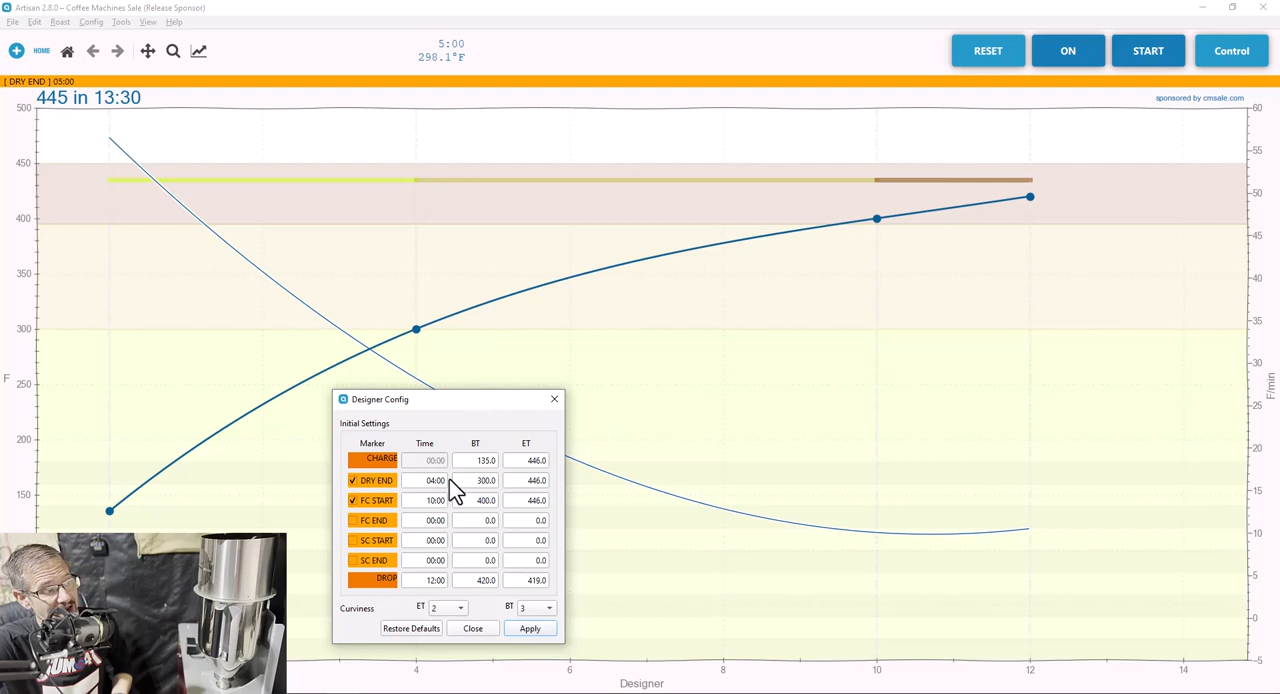 Artisan 2.8.0 – Coffee Machines Sale (Release Sponsor)
File Edit Roast Config Tools View Help
HOME
5:00
298.1°F
RESET ON START Control
[ DRY END ] 05:00
445 in 13:30
sponsored by cmsale.com
500
450
400
350
300
250
200
150
F
60
55
50
45
40
35
30
25
20
15
10
5
0
-5
F/min
Designer Config
Initial Settings
Marker Time BT ET
CHARGE 00:00 135.0 446.0
DRY END 04:00 300.0 446.0
FC START 10:00 400.0 446.0
FC END 00:00 0.0 0.0
SC START 00:00 0.0 0.0
SC END 00:00 0.0 0.0
DROP 12:00 420.0 419.0
Curviness ET 2 BT 3
Restore Defaults Close Apply
4 6 8 10 12 14
Designer